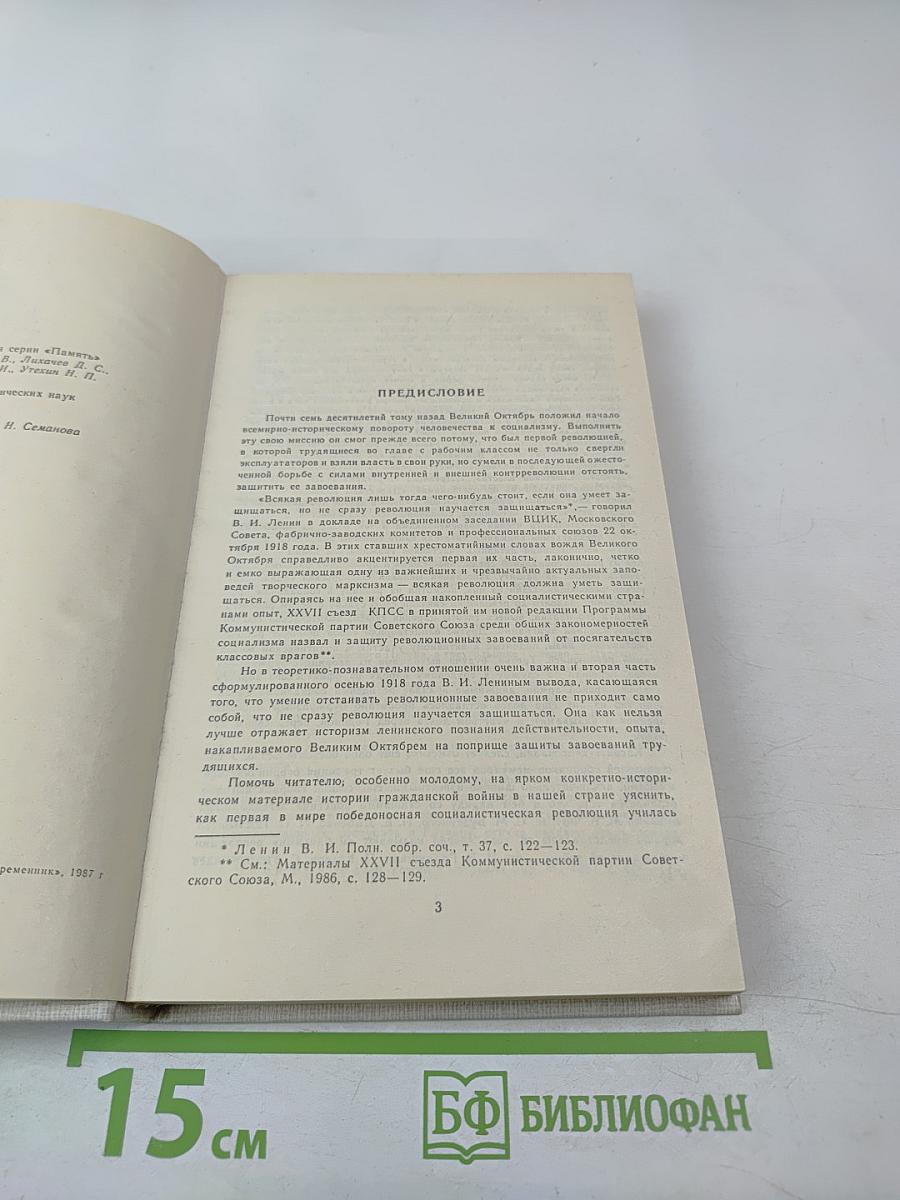 я серии «Память»
В., Лихачев Д. С.,
И., Утехин Н. П.
ических наук
Н. Семанова
ременник», 1987 г
ПРЕДИСЛОВИЕ
Почти семь десятилетий тому назад Великий Октябрь положил начало
всемирно-историческому повороту человечества к социализму. Выполнить
эту свою миссию он смог прежде всего потому, что был первой революцией,
в которой трудящиеся во главе с рабочим классом не только свергли
эксплуататоров и взяли власть в свои руки, но сумели в последующей ожесто-
ченной борьбе с силами внутренней и внешней контрреволюции отстоять,
защитить ее завоевания.
«Всякая революция лишь тогда чего-нибудь стоит, если она умеет за-
щищаться, но не сразу революция научается защищаться»*,— говорил
В. И. Ленин в докладе на объединенном заседании ВЦИК, Московского
Совета, фабрично-заводских комитетов и профессиональных союзов 22 ок-
тября 1918 года. В этих ставших хрестоматийными словах вождя Великого
Октября справедливо акцентируется первая их часть, лаконично, четко
и емко выражающая одну из важнейших и чрезвычайно актуальных запо-
ведей творческого марксизма — всякая революция должна уметь защи-
щаться. Опираясь на нее и обобщая накопленный социалистическими стра-
нами опыт, XXVII съезд КПСС в принятой им новой редакции Программы
Коммунистической партии Советского Союза среди общих закономерностей
социализма назвал и защиту революционных завоеваний от посягательств
классовых врагов**.
Но в теоретико-познавательном отношении очень важна и вторая часть
сформулированного осенью 1918 года В. И. Лениным вывода, касающаяся
того, что умение отстаивать революционные завоевания не приходит само
собой, что не сразу революция научается защищаться. Она как нельзя
лучше отражает историзм ленинского познания действительности, опыта,
накапливаемого Великим Октябрем на поприще защиты завоеваний тру-
дящихся.
Помочь читателю, особенно молодому, на ярком конкретно-истори-
ческом материале истории гражданской войны в нашей стране уяснить,
как первая в мире победоносная социалистическая революция училась
* Ленин В. И. Полн. собр. соч., т. 37, с. 122—123.
** См.: Материалы XXVII съезда Коммунистической партии Совет-
ского Союза, М., 1986, с. 128—129.
3
15 см
БФ БИБЛИОФАН